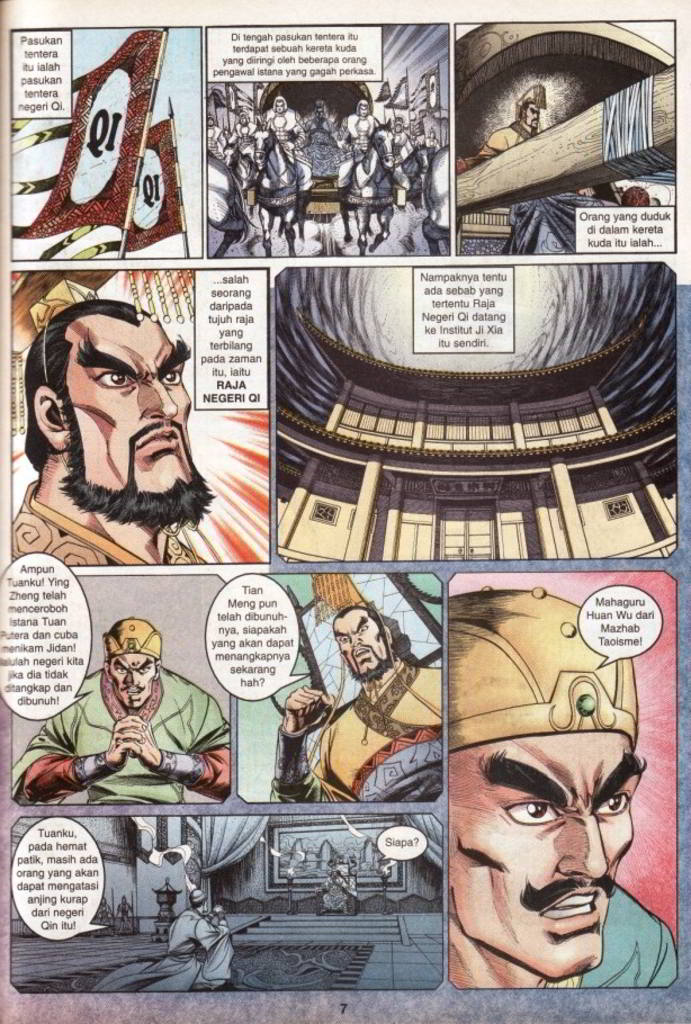 Pasukan
tentera
itu ialah
pasukan
tentera
negeri Qi.
QI
QI
Di tengah pasukan tentera itu
terdapat sebuah kereta kuda
yang diiringi oleh beberapa orang
pengawal istana yang gagah perkasa.
Orang yang duduk
di dalam kereta
kuda itu ialah...
...salah
seorang
daripada
tujuh raja
yang
terbilang
pada zaman
itu, iaitu
RAJA
NEGERI QI
Nampaknya tentu
ada sebab yang
tertentu Raja
Negeri Qi datang
ke Institut Ji Xia
itu sendiri.
Ampun
Tuanku! Ying
Zheng telah
menceroboh
Istana Tuan
Putera dan cuba
menikam Jidan!
negeri kita
dia tidak
ditangkap dan
dibunuh!
Tian
Meng pun
telah dibunuh-
nya, siapakah
yang akan dapat
menangkapnya
sekarang
hah?
Mahaguru
Huan Wu dari
Mazhab
Taoisme!
Tuanku,
pada hemat
patik, masih ada
orang yang akan
dapat mengatasi
anjing kurap
dari negeri
Qin itu!
Siapa?
7